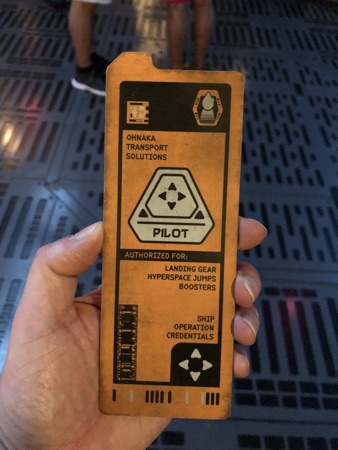 OHNAKA
TRANSPORT
SOLUTIONS
PILOT
AUTHORIZED FOR:
LANDING GEAR
HYPERSPACE JUMPS
BOOSTERS
SHIP
OPERATION
CREDENTIALS